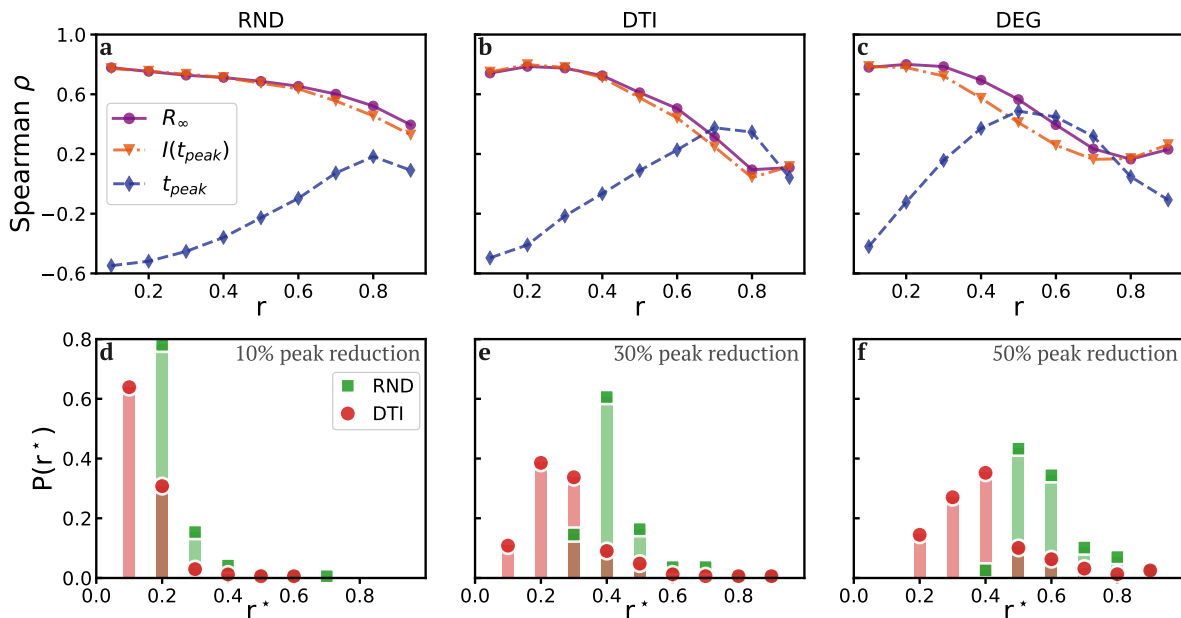 RND
DTI
DEG
a
b
c
1.0
0.6
0.2
−0.2
−0.6
Spearman ρ
R∞
I(tpeak)
tpeak
0.2 0.4 0.6 0.8
0.2 0.4 0.6 0.8
0.2 0.4 0.6 0.8
r
r
r
d
10% peak reduction
e
30% peak reduction
f
50% peak reduction
RND
DTI
0.8
0.6
0.4
0.2
0.0
P(r⋆)
0.0 0.2 0.4 0.6 0.8
0.0 0.2 0.4 0.6 0.8
0.0 0.2 0.4 0.6 0.8
r⋆
r⋆
r⋆